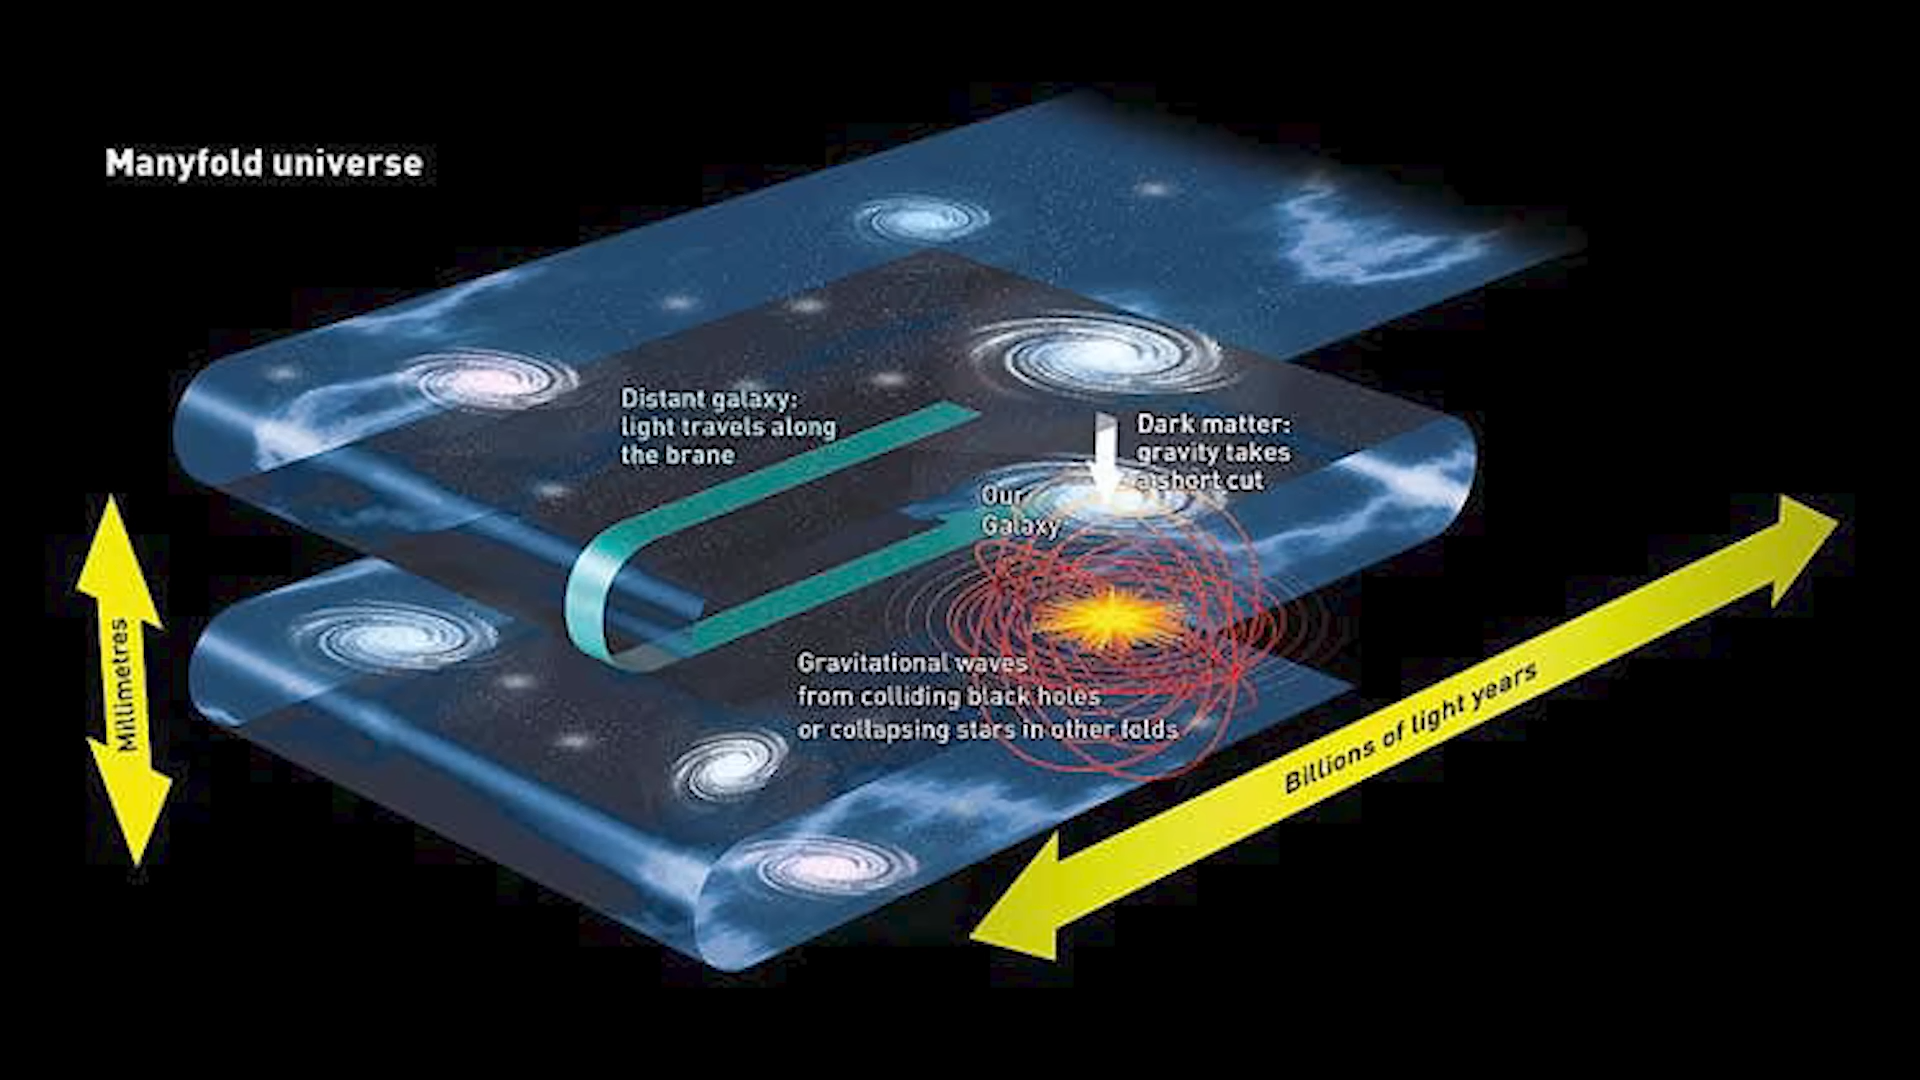 Manyfold universe
Distant galaxy:
light travels along
the brane
Dark matter:
gravity takes
a short cut
Our
Galaxy
Gravitational waves
from colliding black holes
or collapsing stars in other folds
Millimetres
Billions of light years